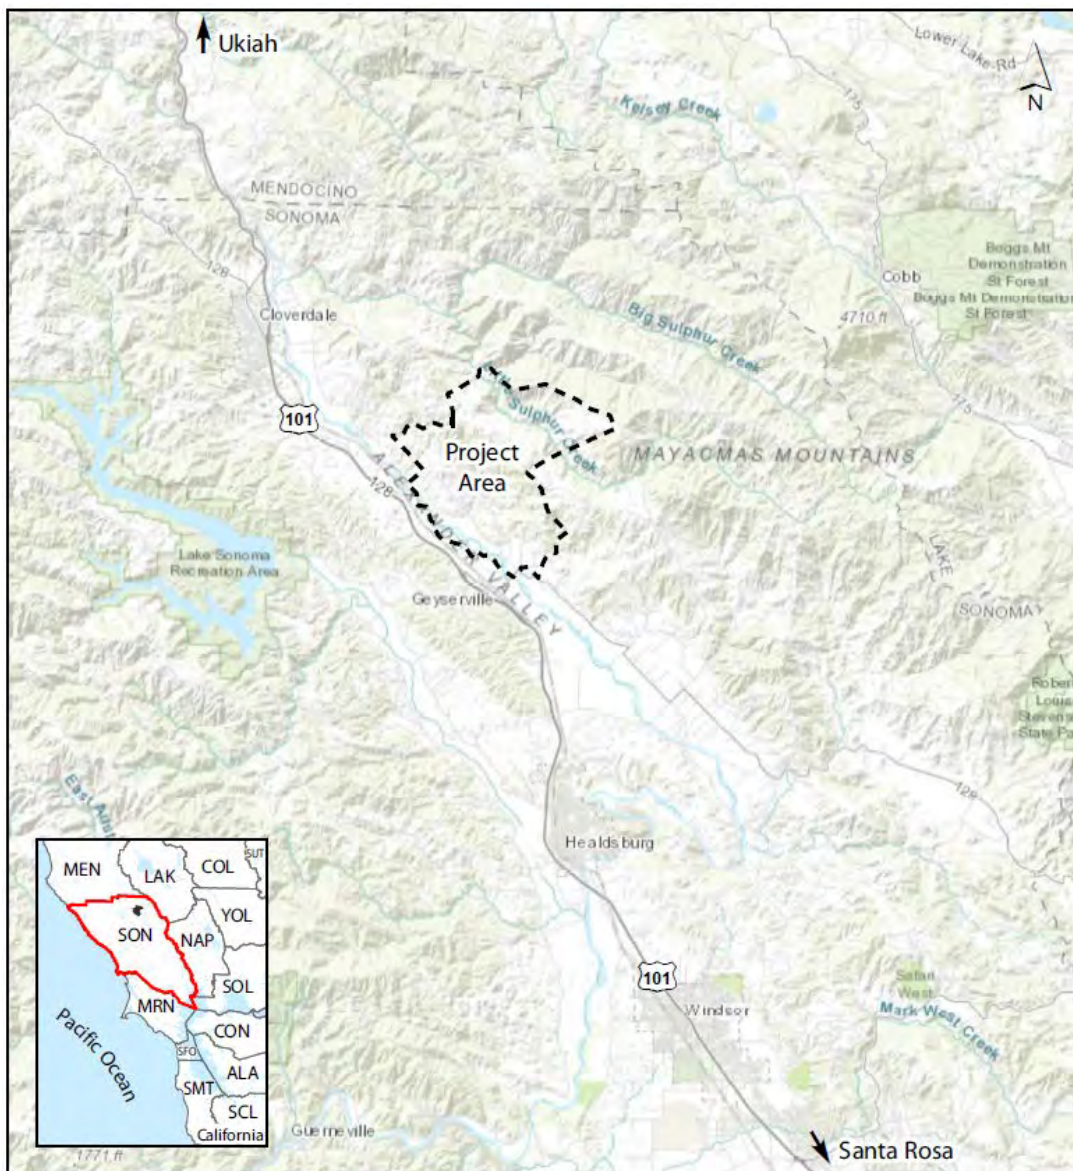 Ukiah
Lower Lake Rd
175
N
Kelsey Creek
MENDOCINO
SONOMA
128
Boggs Mt
Demonstration
St Forest
Cobb
Boggs Mt Demonstration
St Forest
4710 ft
Cloverdale
Big Sulphur Creek
175
101
Sulphur Creek
Project
Area
MAYACMAS MOUNTAINS
128
ALEXANDER VALLEY
LAKE
SONOMA
Lake Sonoma
Recreation Area
Geyserville
Louis
State
128
East
Healdsburg
MEN
LAK
COL
SUT
YOL
SON
NAP
SOL
MRN
CON
SFO
ALA
SMT
SCL
Pacific Ocean
California
101
Safari
West
Windsor
Mark West Creek
Guerneville
1771 ft
Santa Rosa